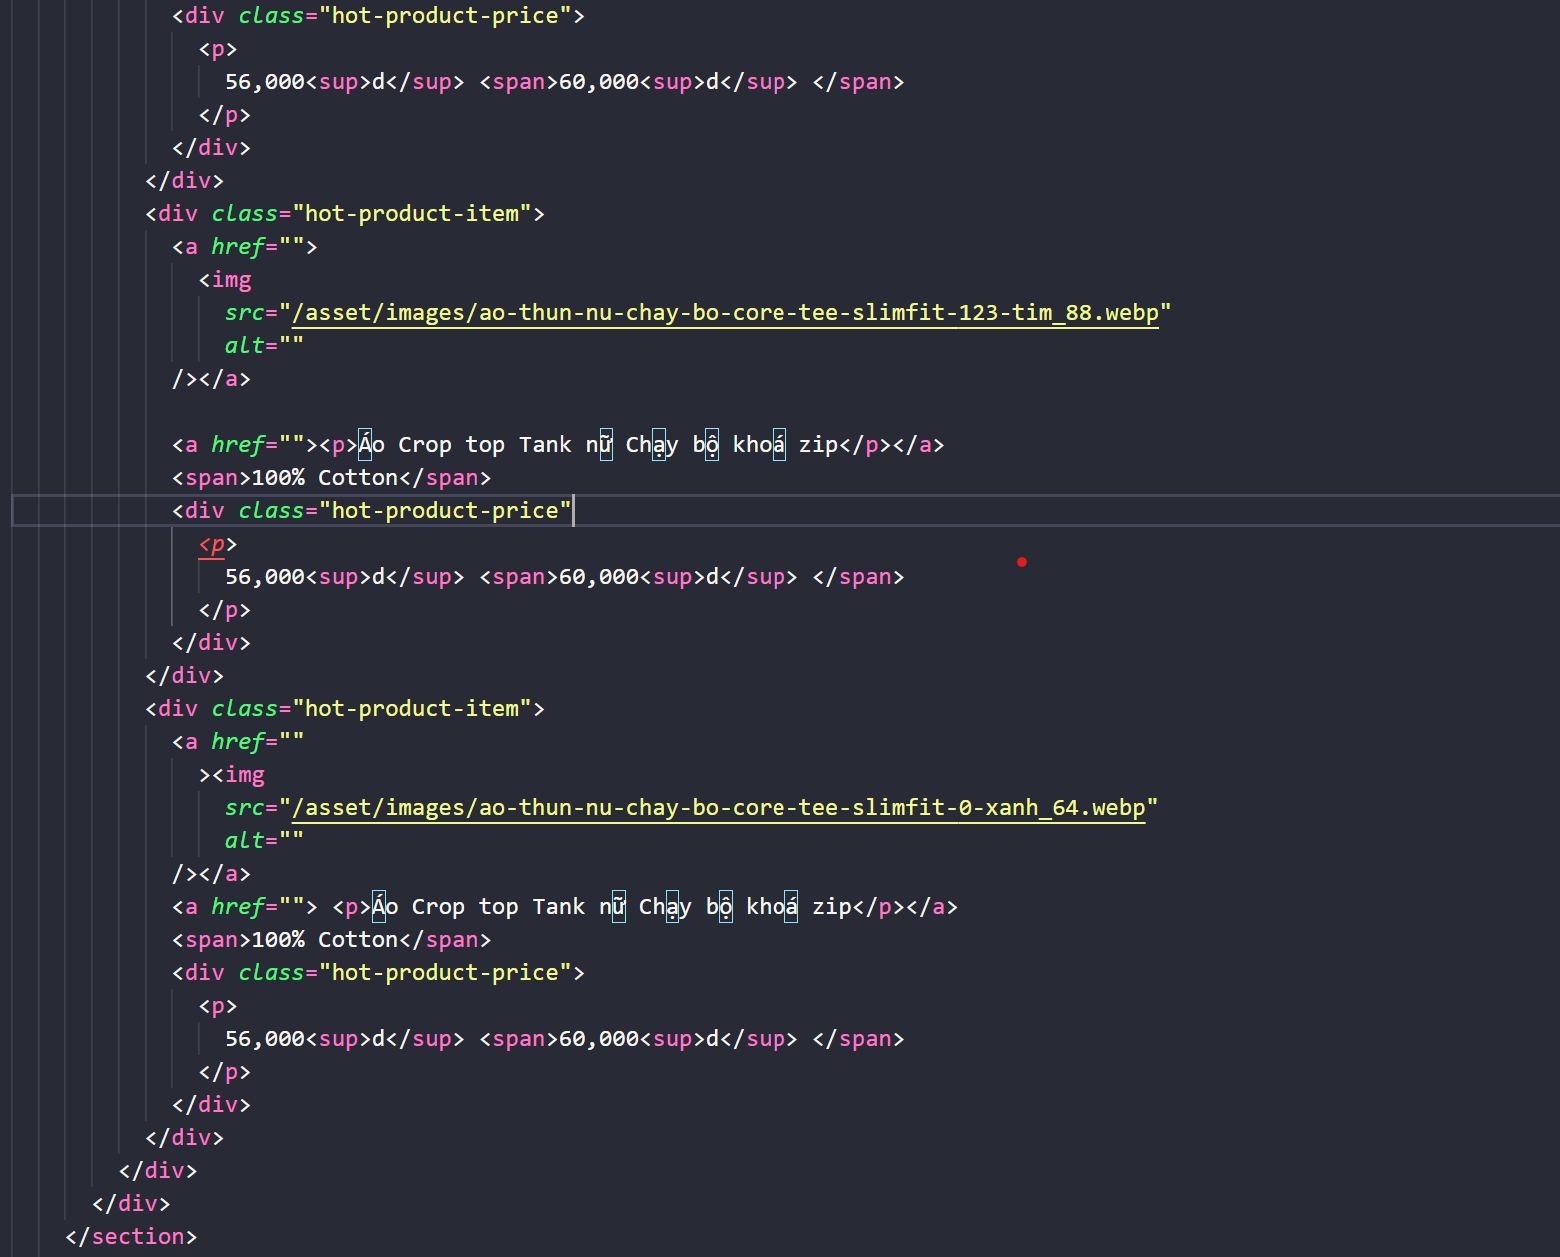 <div class="hot-product-price">
<p>
56,000<sup>d</sup> <span>60,000<sup>d</sup> </span>
</p>
</div>
</div>
<div class="hot-product-item">
<a href="">
<img
src="/asset/images/ao-thun-nu-chay-bo-core-tee-slimfit-123-tim_88.webp"
alt=""
/></a>
<a href=""><p>Áo Crop top Tank nữ Chạy bộ khoá zip</p></a>
<span>100% Cotton</span>
<div class="hot-product-price"
<p>
56,000<sup>d</sup> <span>60,000<sup>d</sup> </span>
</p>
</div>
</div>
<div class="hot-product-item">
<a href=""
><img
src="/asset/images/ao-thun-nu-chay-bo-core-tee-slimfit-0-xanh_64.webp"
alt=""
/></a>
<a href=""> <p>Áo Crop top Tank nữ Chạy bộ khoá zip</p></a>
<span>100% Cotton</span>
<div class="hot-product-price">
<p>
56,000<sup>d</sup> <span>60,000<sup>d</sup> </span>
</p>
</div>
</div>
</div>
</div>
</section>